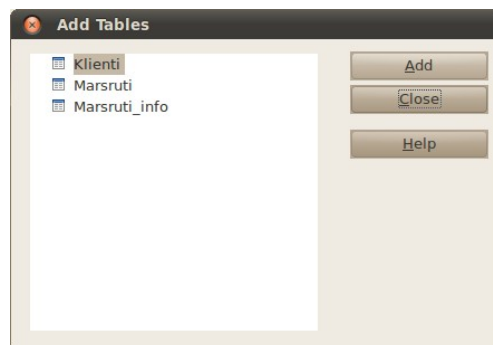 Add Tables
Klienti
Marsruti
Marsruti_info
Add
Close
Help